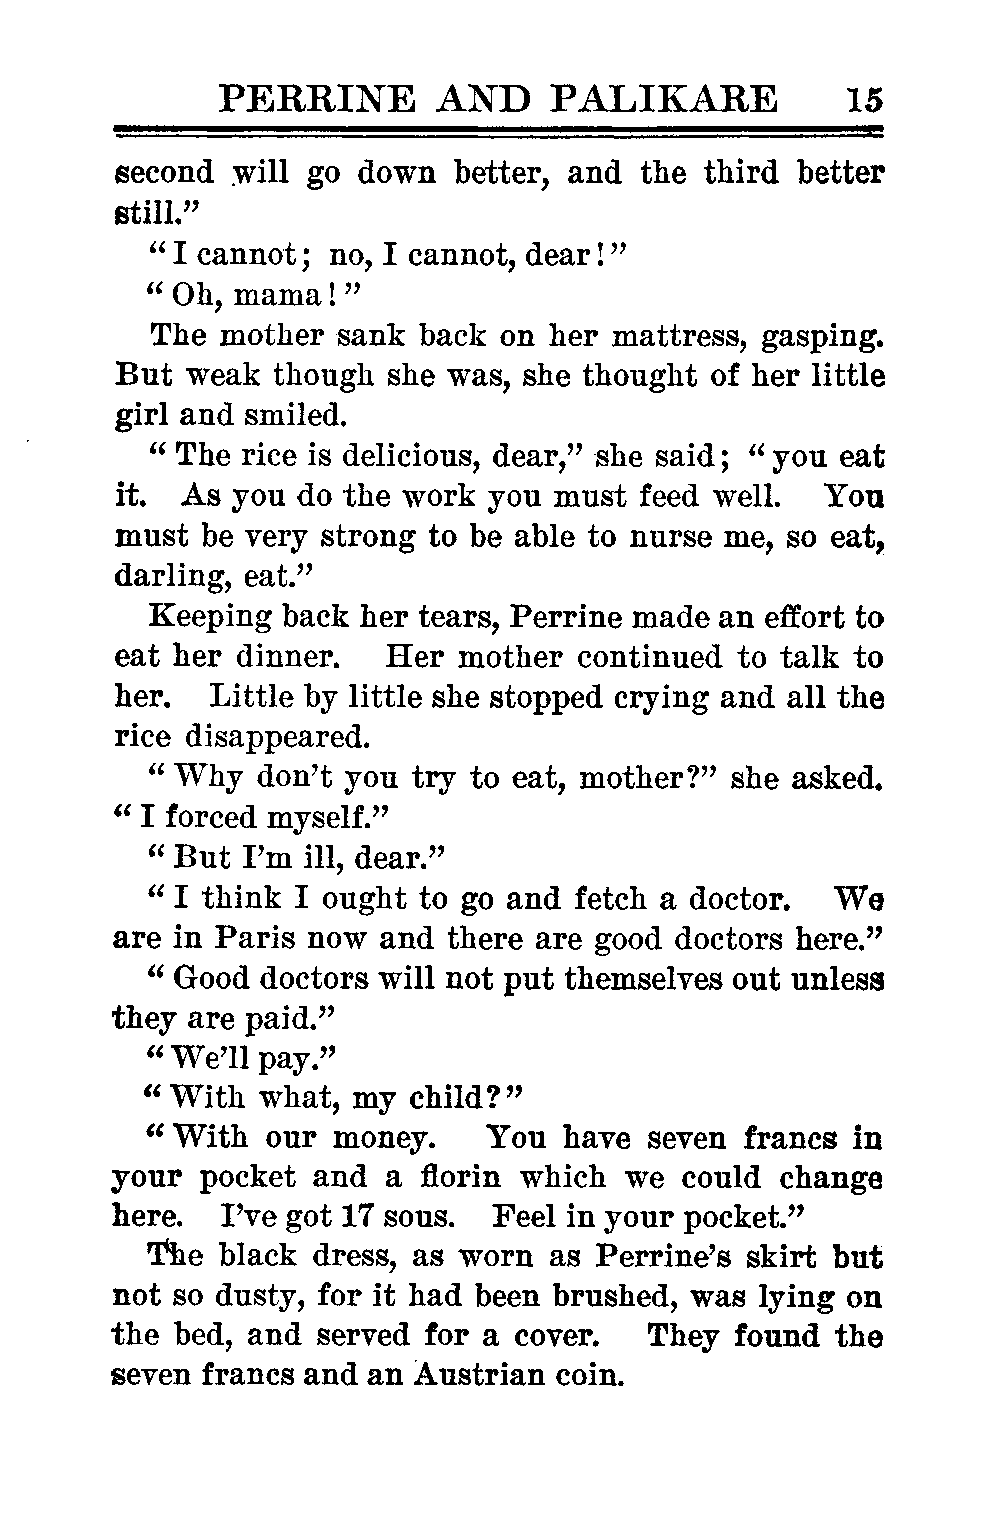 PERRINE AND PALIKARE 15
second will go down better, and the third better
still.”
“I cannot; no, I cannot, dear!”
“Oh, mama!”
The mother sank back on her mattress, gasping.
But weak though she was, she thought of her little
girl and smiled.
“The rice is delicious, dear,” she said; “you eat
it. As you do the work you must feed well. You
must be very strong to be able to nurse me, so eat,
darling, eat.”
Keeping back her tears, Perrine made an effort to
eat her dinner. Her mother continued to talk to
her. Little by little she stopped crying and all the
rice disappeared.
“Why don’t you try to eat, mother?” she asked.
“I forced myself.”
“But I’m ill, dear.”
“I think I ought to go and fetch a doctor. We
are in Paris now and there are good doctors here.”
“Good doctors will not put themselves out unless
they are paid.”
“We’ll pay.”
“With what, my child?”
“With our money. You have seven francs in
your pocket and a florin which we could change
here. I’ve got 17 sous. Feel in your pocket.”
The black dress, as worn as Perrine’s skirt but
not so dusty, for it had been brushed, was lying on
the bed, and served for a cover. They found the
seven francs and an Austrian coin.